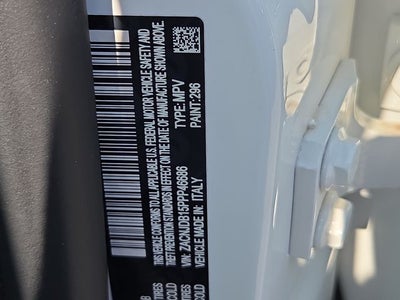 THIS VEHICLE CONFORMS TO ALL APPLICABLE U.S. FEDERAL MOTOR VEHICLE SAFETY AND
THEFT PREVENTION STANDARDS IN EFFECT ON THE DATE OF MANUFACTURE SHOWN ABOVE.
VIN: ZACNJDB15PPP46686 TYPE: MPV
VEHICLE MADE IN: ITALY PAINT: 296